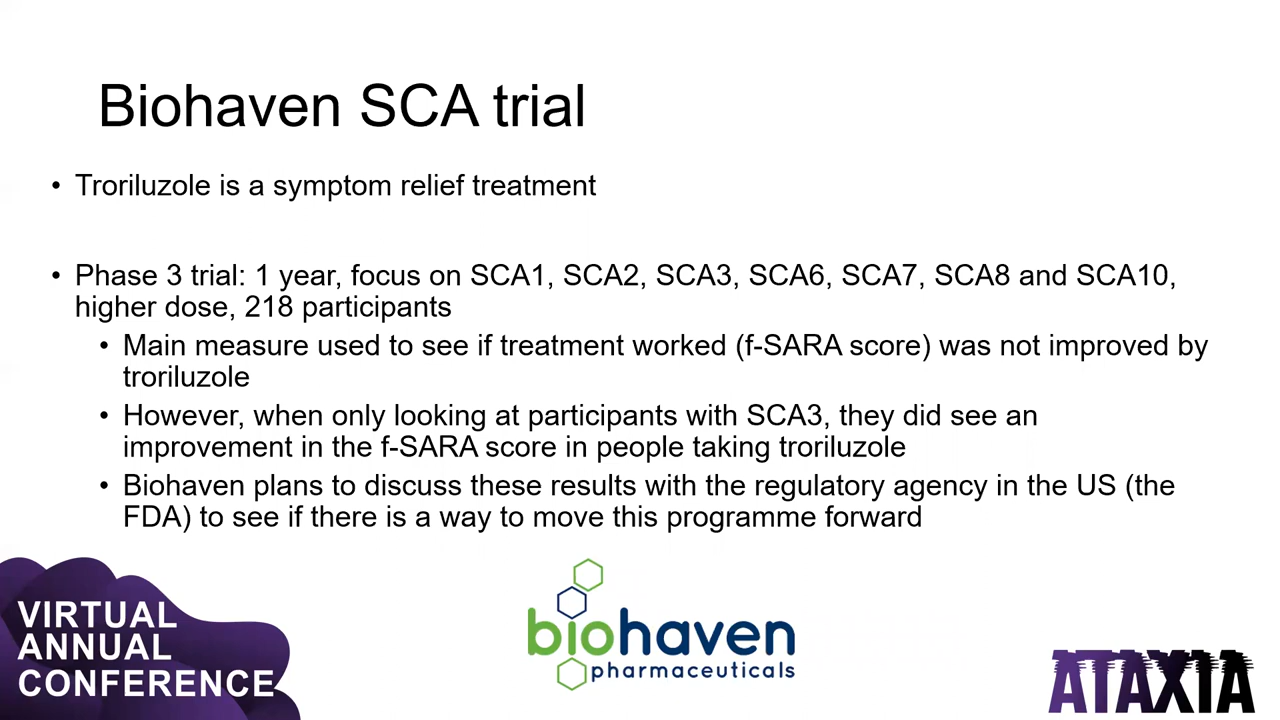 Biohaven SCA trial
• Troriluzole is a symptom relief treatment
• Phase 3 trial: 1 year, focus on SCA1, SCA2, SCA3, SCA6, SCA7, SCA8 and SCA10,
higher dose, 218 participants
• Main measure used to see if treatment worked (f-SARA score) was not improved by
troriluzole
• However, when only looking at participants with SCA3, they did see an
improvement in the f-SARA score in people taking troriluzole
• Biohaven plans to discuss these results with the regulatory agency in the US (the
FDA) to see if there is a way to move this programme forward
VIRTUAL
ANNUAL
CONFERENCE
biohaven
pharmaceuticals
ATAXIA